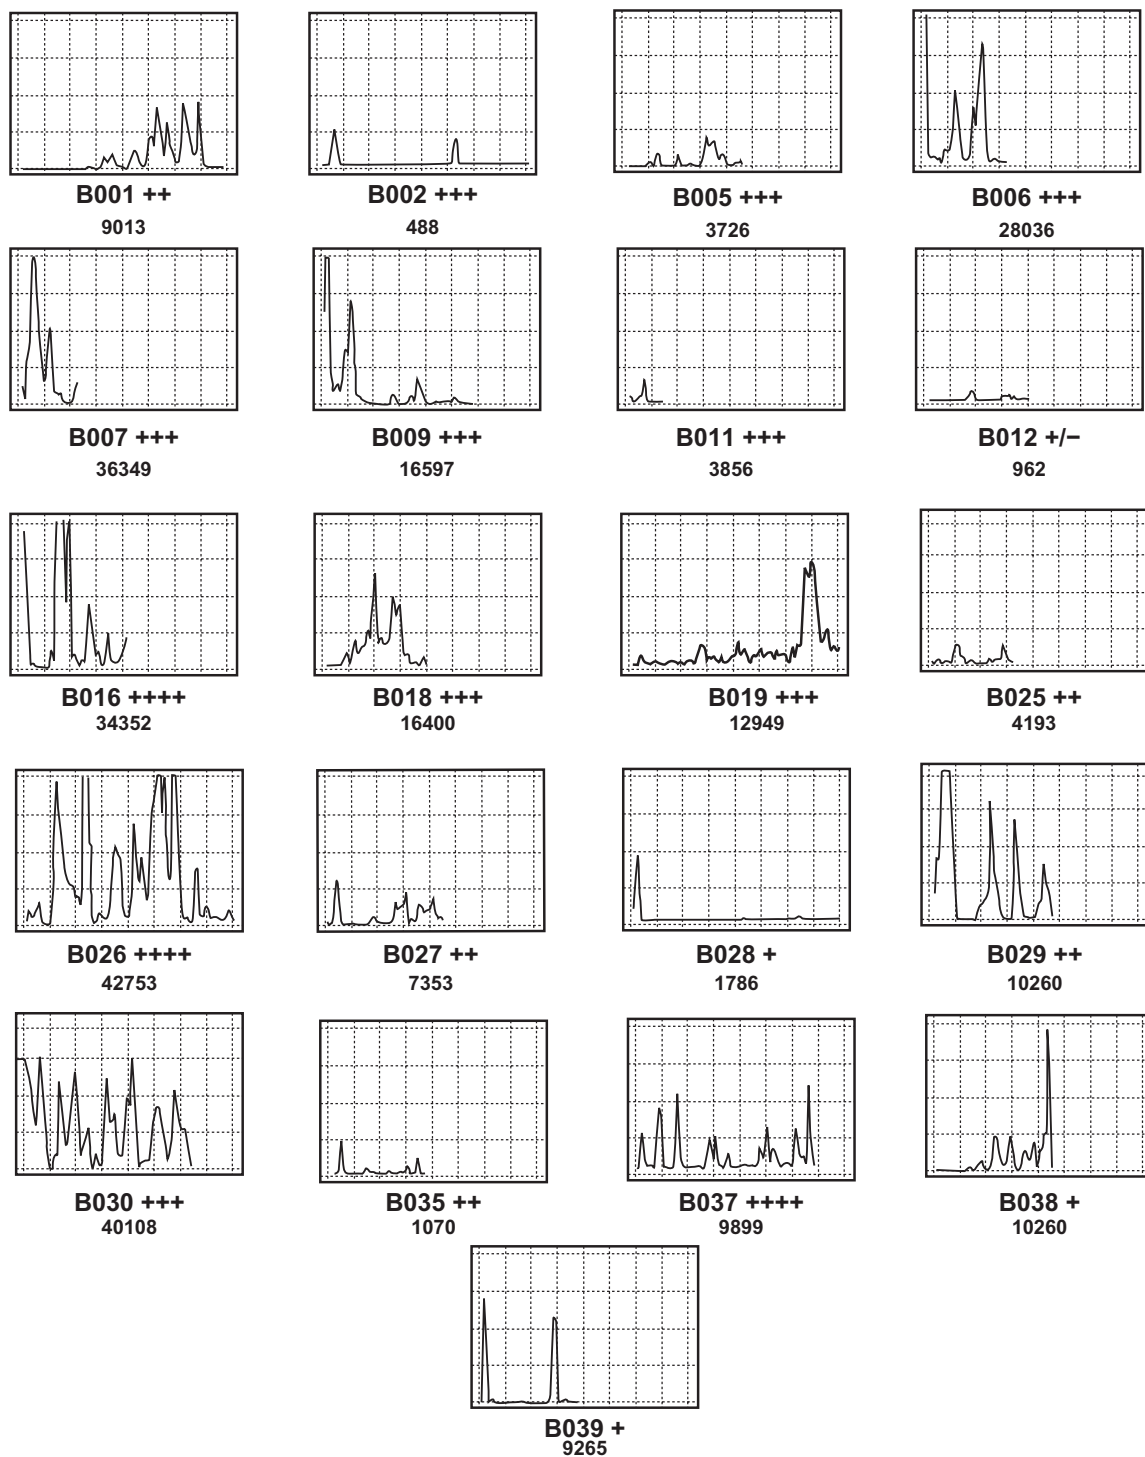 B001 ++
9013
B002 +++
488
B005 +++
3726
B006 +++
28036
B007 +++
36349
B009 +++
16597
B011 +++
3856
B012 +/−
962
B016 ++++
34352
B018 +++
16400
B019 +++
12949
B025 ++
4193
B026 ++++
42753
B027 ++
7353
B028 +
1786
B029 ++
10260
B030 +++
40108
B035 ++
1070
B037 ++++
9899
B038 +
10260
B039 +
9265